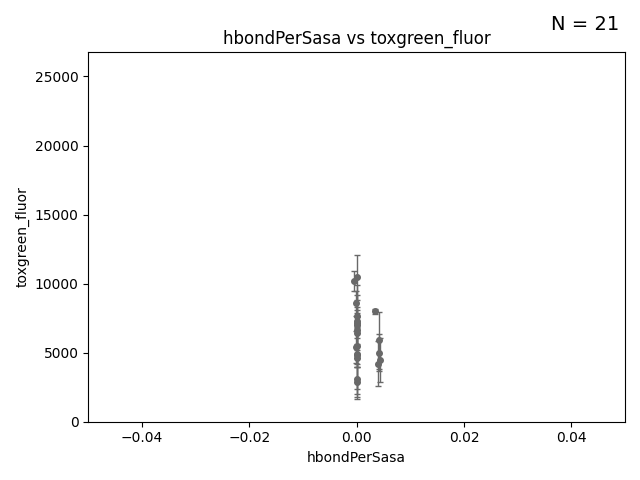 N = 21
hbondPerSasa vs toxgreen_fluor
25000
20000
15000
10000
5000
0
toxgreen_fluor
−0.04 −0.02 0.00 0.02 0.04
hbondPerSasa